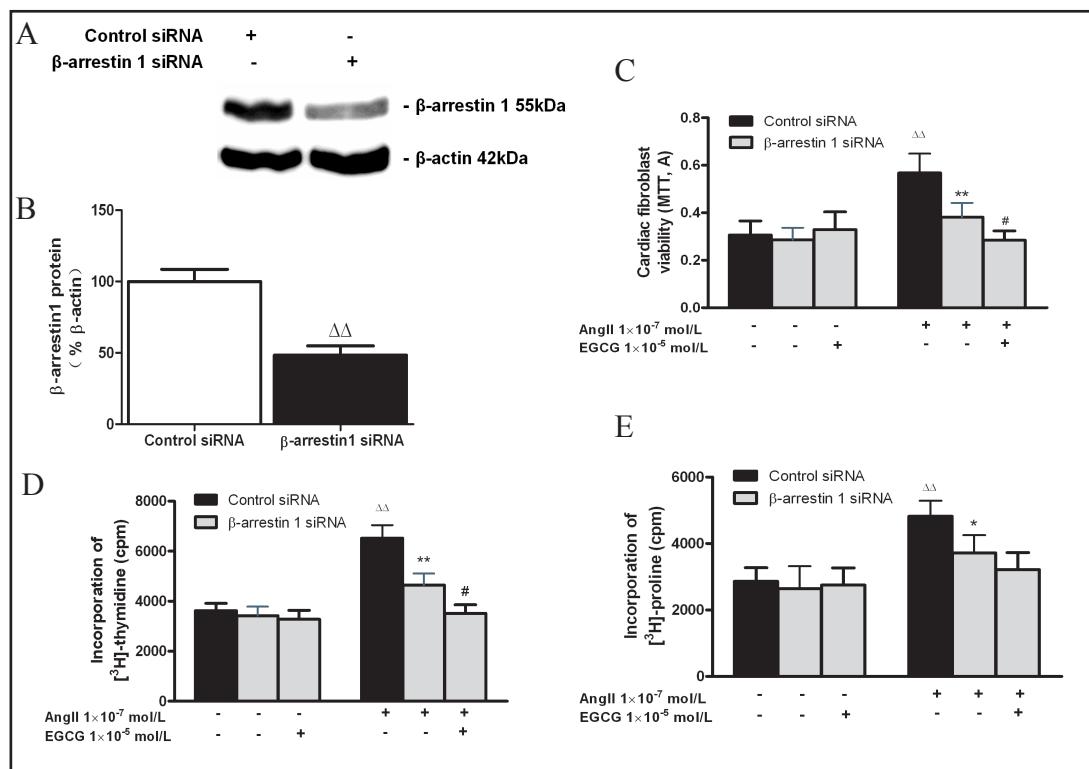 A
Control siRNA + -
β-arrestin 1 siRNA - +
- β-arrestin 1 55kDa
- β-actin 42kDa
B
β-arrestin1 protein
( % β-actin)
150
100
50
0
ΔΔ
Control siRNA β-arrestin1 siRNA
C
Control siRNA
β-arrestin 1 siRNA
Cardiac fibroblast
viability (MTT, A)
0.8
0.6
0.4
0.2
0.0
ΔΔ
**
#
AngII 1×10⁻⁷ mol/L - - - + + +
EGCG 1×10⁻⁵ mol/L - - + - - +
D
Control siRNA
β-arrestin 1 siRNA
Incorporation of
[³H]-thymidine (cpm)
8000
6000
4000
2000
0
ΔΔ
**
#
AngII 1×10⁻⁷ mol/L - - - + + +
EGCG 1×10⁻⁵ mol/L - - + - - +
E
Control siRNA
β-arrestin 1 siRNA
Incorporation of
[³H]-proline (cpm)
6000
4000
2000
0
ΔΔ
*
AngII 1×10⁻⁷ mol/L - - - + + +
EGCG 1×10⁻⁵ mol/L - - + - - +